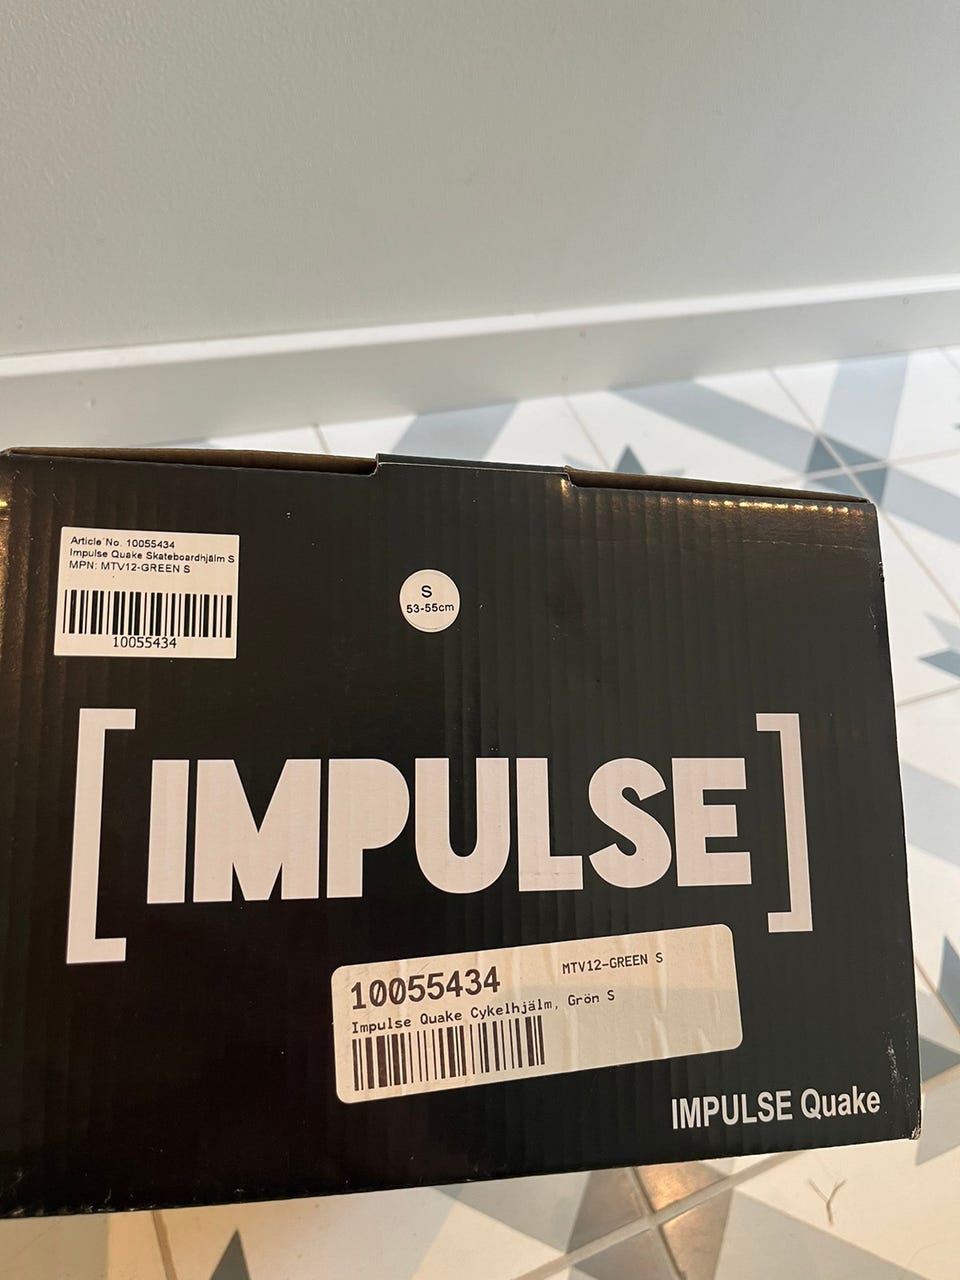 Article No. 10055434
Impulse Quake Skateboardhjälm S
MPN: MTV12-GREEN S
10055434
S
53-55cm
[IMPULSE]
10055434 MTV12-GREEN S
Impulse Quake Cykelhjälm, Grön S
IMPULSE Quake